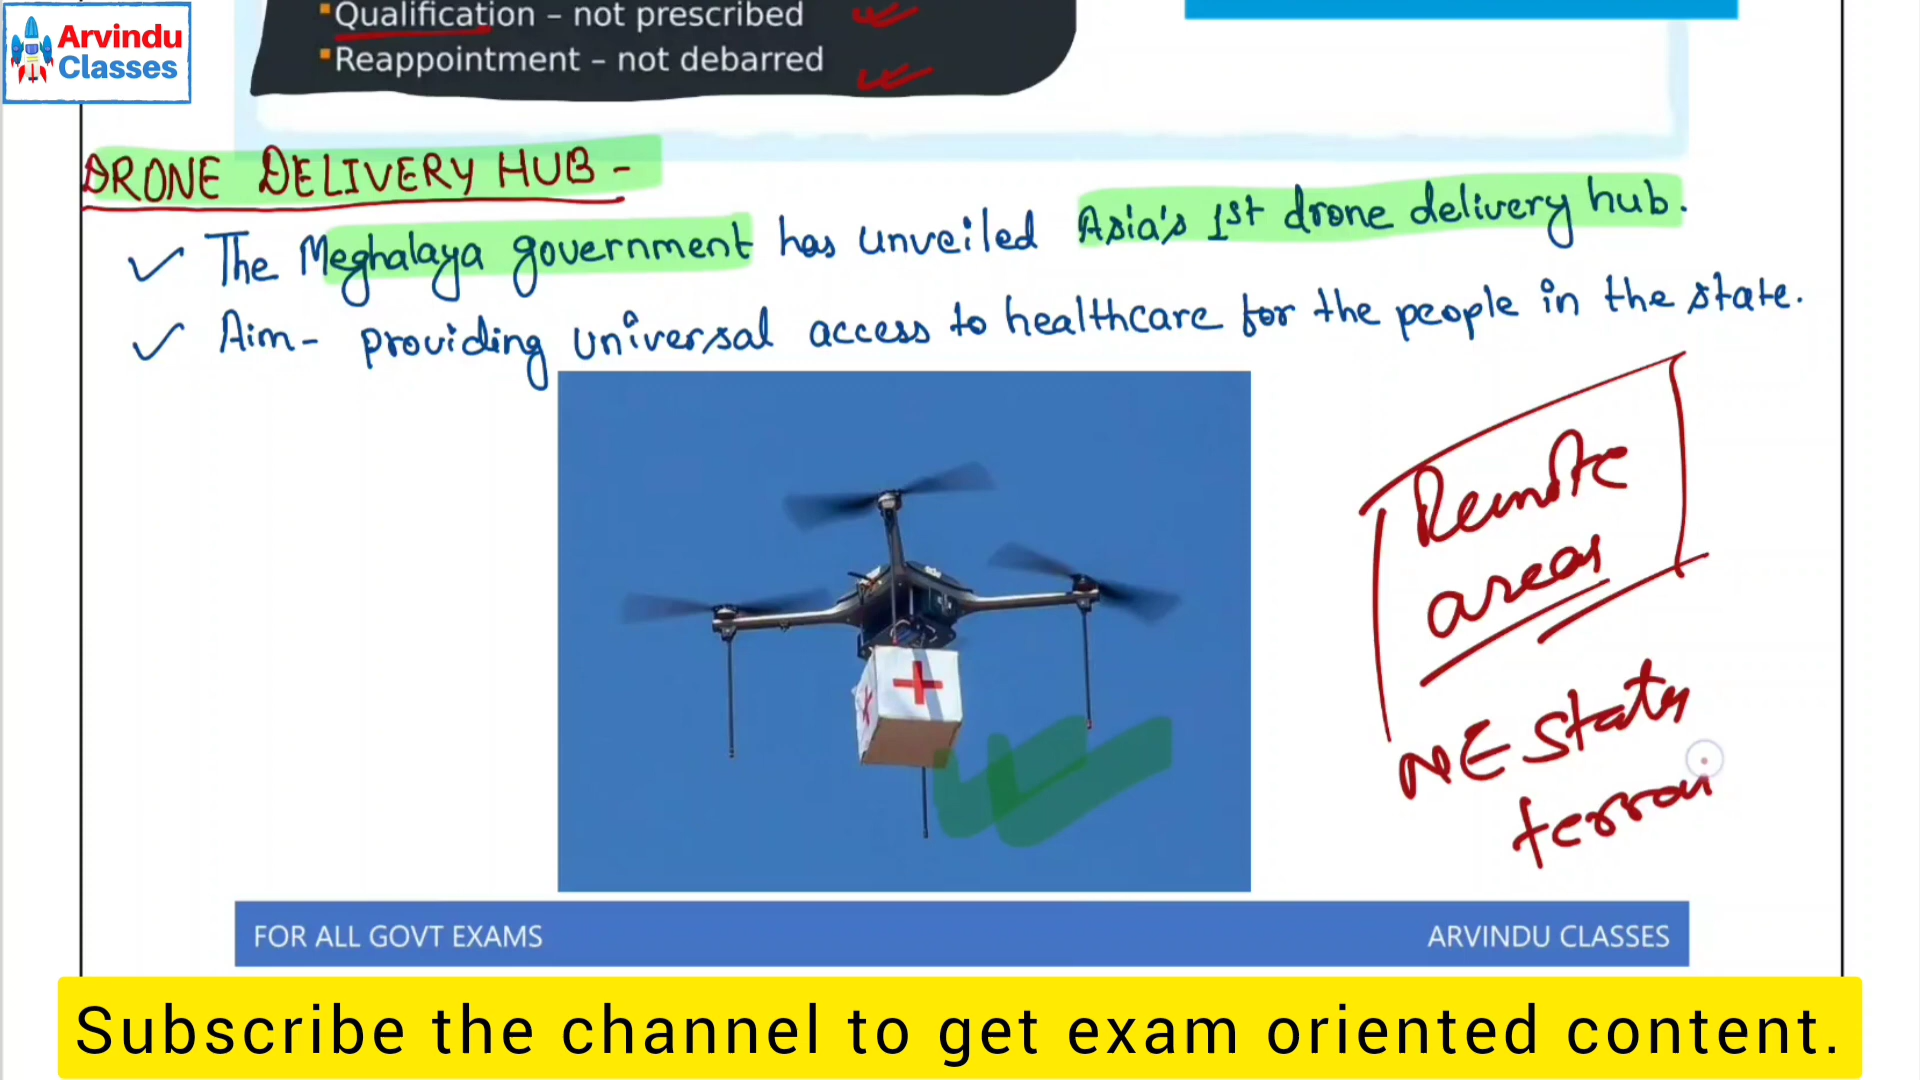 Arvindu
Classes
Qualification – not prescribed
Reappointment – not debarred
DRONE DELIVERY HUB -
The Meghalaya government has unveiled Asia's 1st drone delivery hub.
Aim- providing universal access to healthcare for the people in the state.
Remote
areas
NE States
terrai
FOR ALL GOVT EXAMS
ARVINDU CLASSES
Subscribe the channel to get exam oriented content.